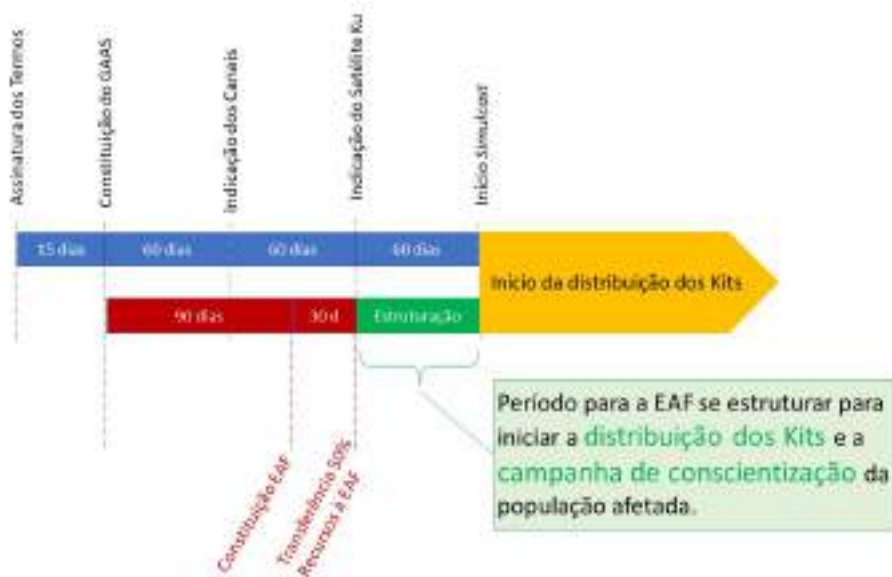 Assinatura dos Termos
Constituição do GAAS
Indicação dos Canais
Indicação do Satélite Ku
Início Simulcast
15 dias
60 dias
60 dias
60 dias
Início da distribuição dos Kits
90 dias
30 d
Estruturação
Constituição EAF
Transferência 50%
Recursos à EAF
Período para a EAF se estruturar para
iniciar a distribuição dos Kits e a
campanha de conscientização da
população afetada.